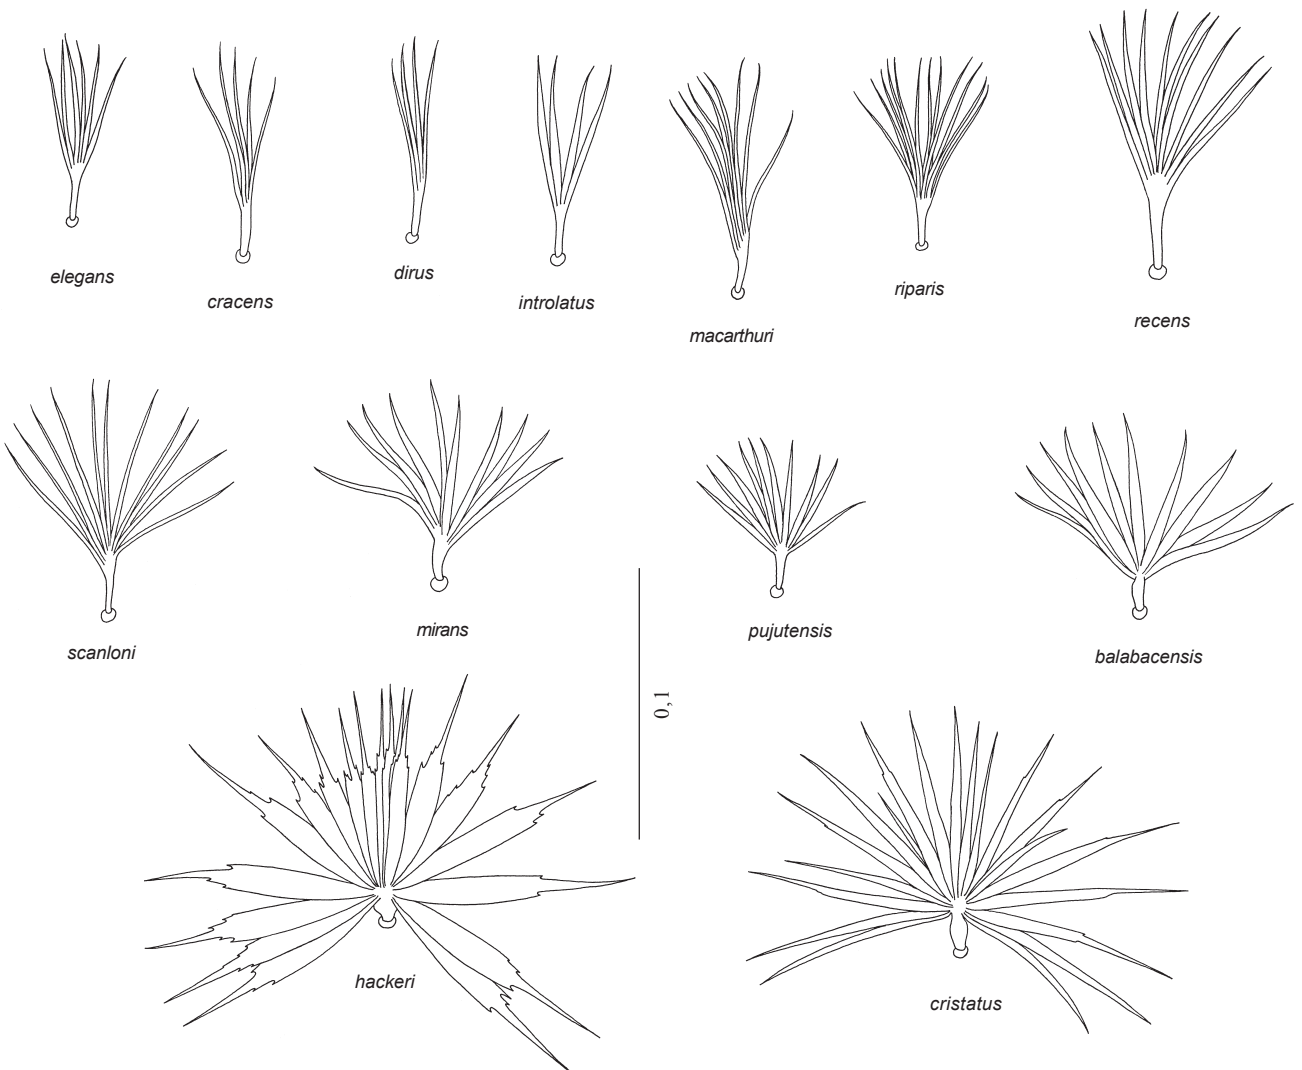 elegans
cracens
dirus
introlatus
macarthuri
riparis
recens
scanloni
mirans
pujutensis
balabacensis
0,1
hackeri
cristatus